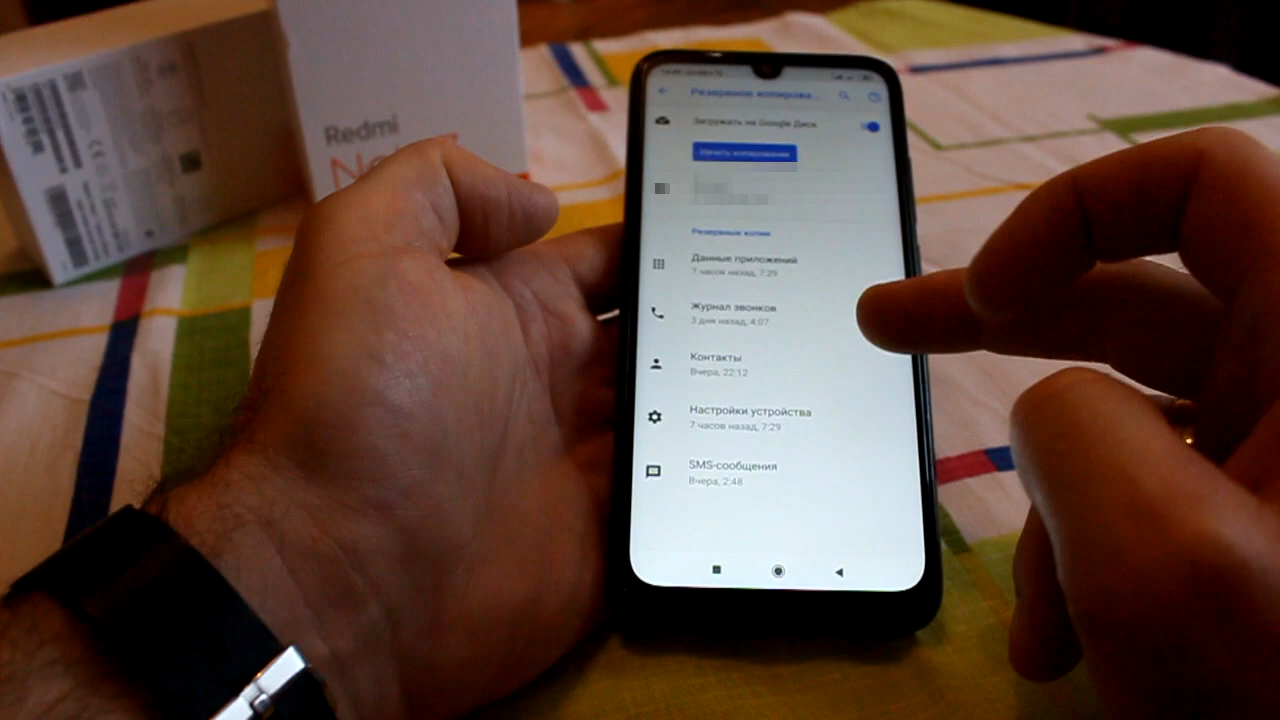 Redmi
Резервное копирова...
Загружать на Google Диск
Начать копирование
Резервные копии
Данные приложений
7 часов назад, 7:29
Журнал звонков
3 дня назад, 4:07
Контакты
Вчера, 22:12
Настройки устройства
7 часов назад, 7:29
SMS-сообщения
Вчера, 2:48